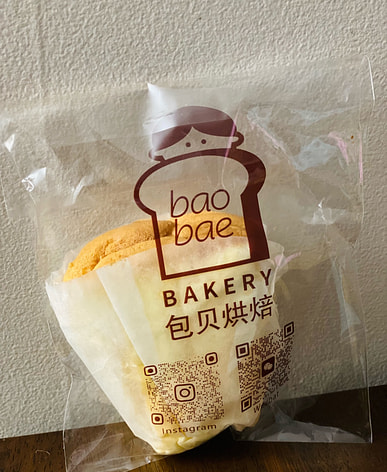 bao
bae
BAKERY
包贝烘焙
Instagram